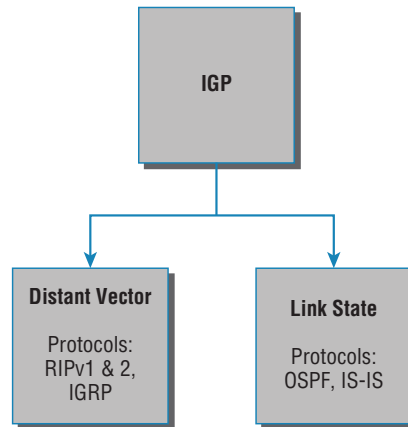 IGP
Distant Vector
Protocols:
RIPv1 & 2,
IGRP
Link State
Protocols:
OSPF, IS-IS